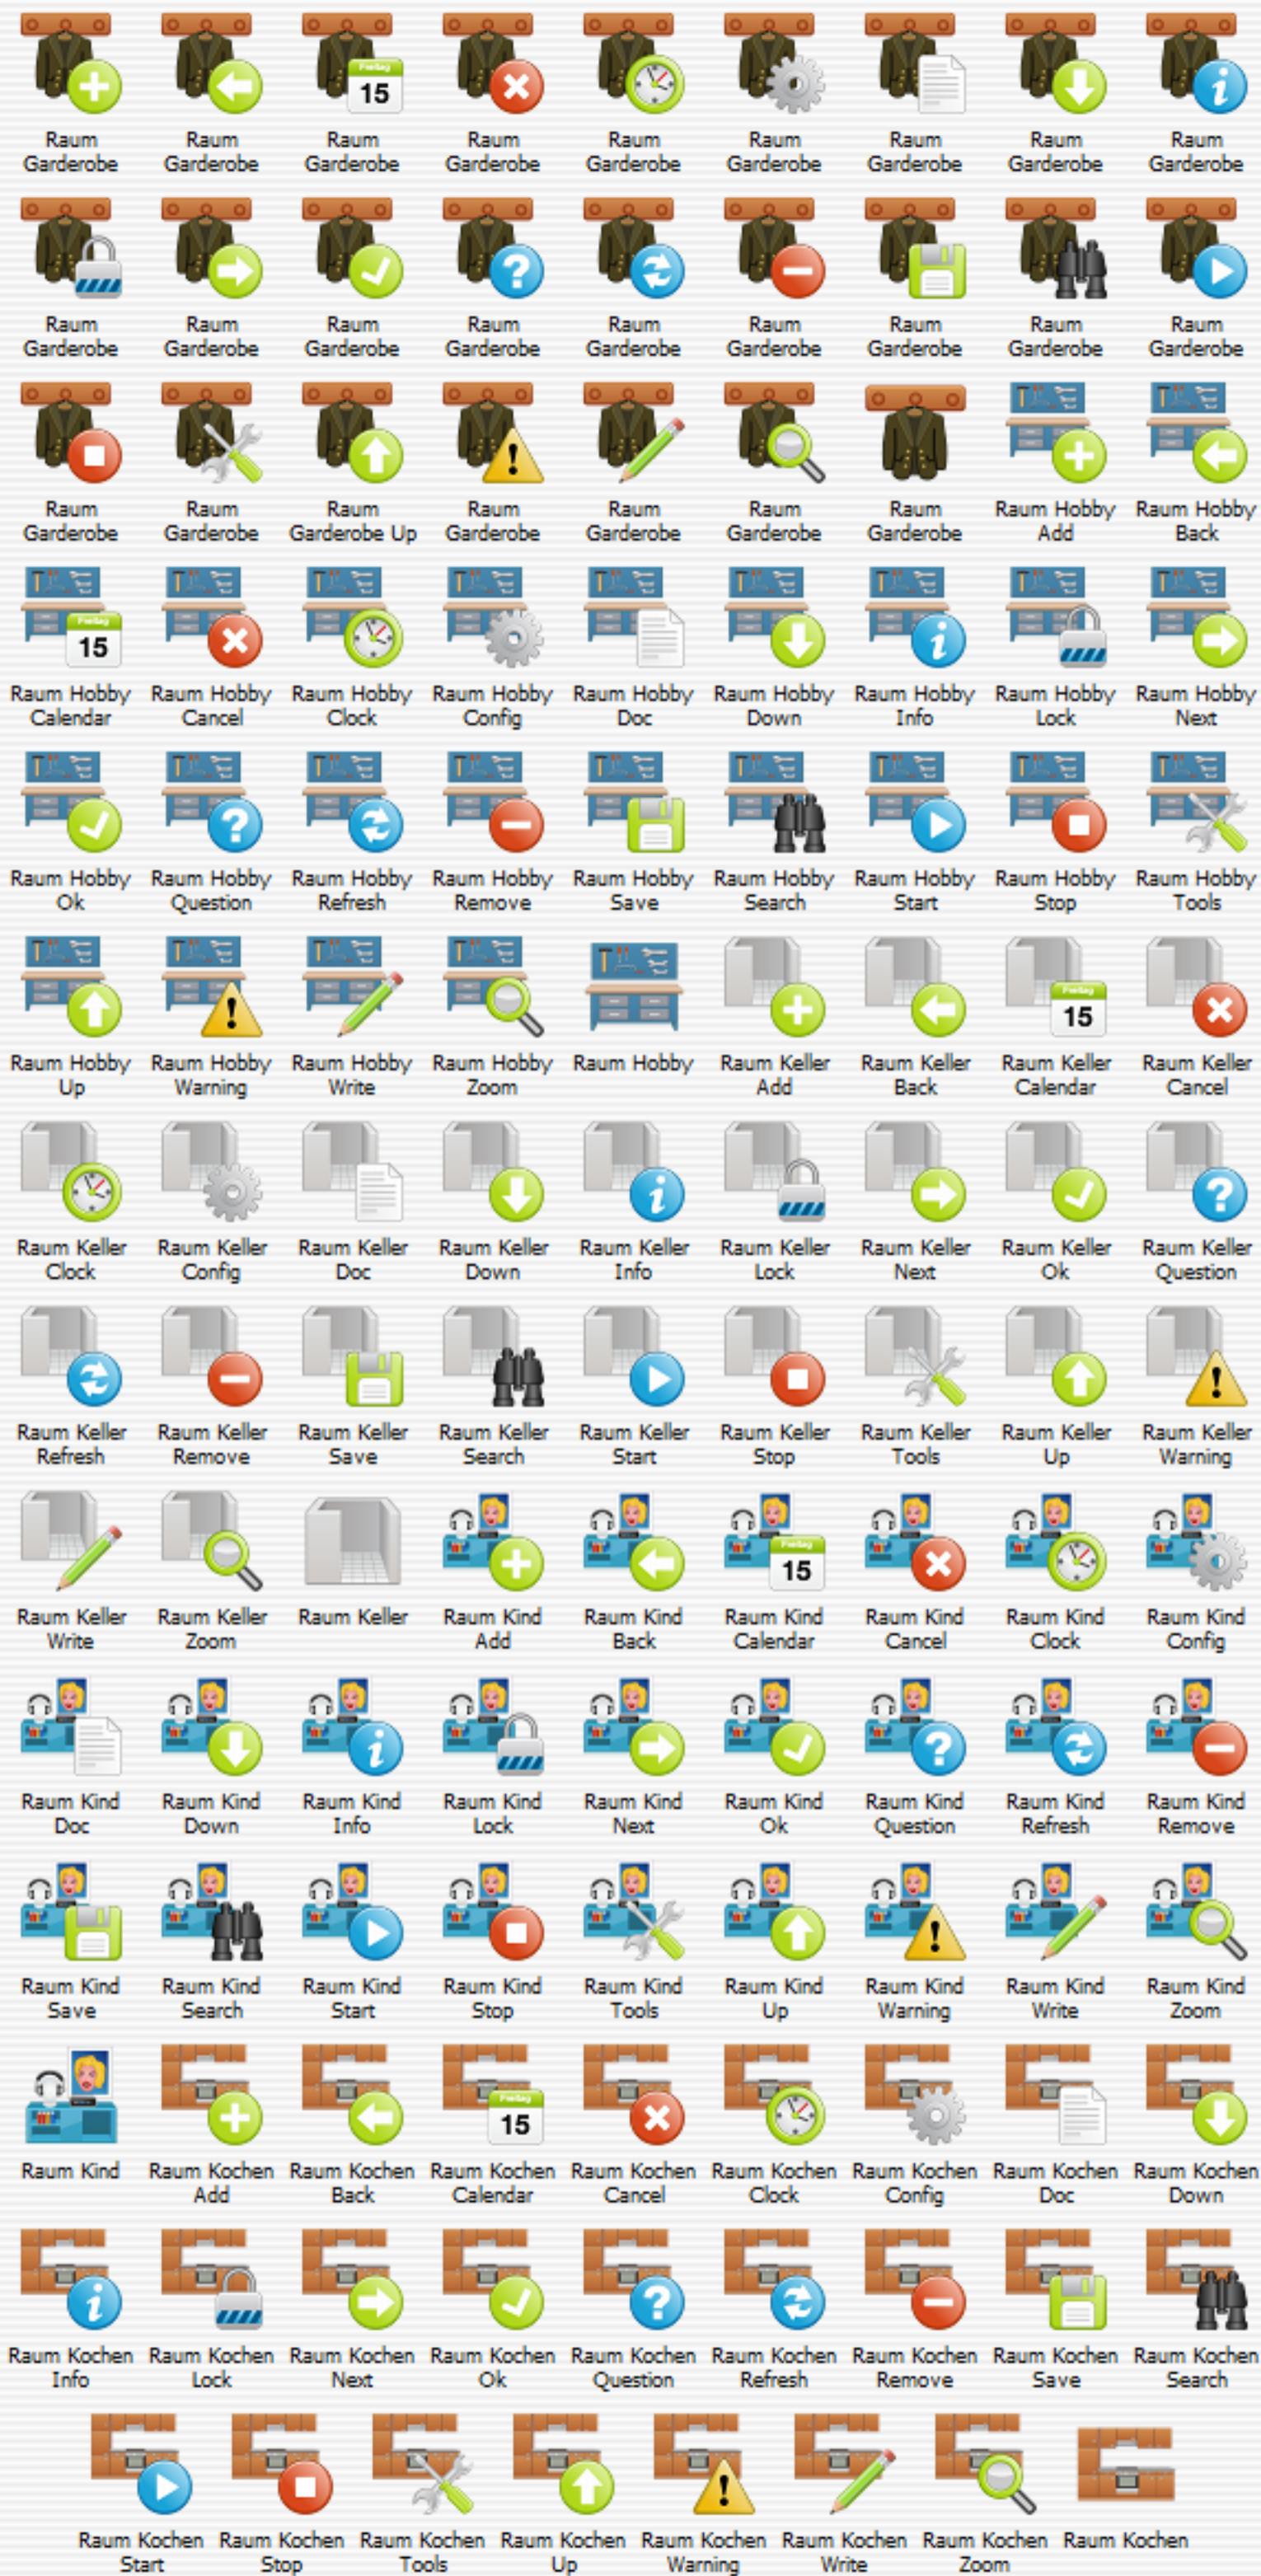 Raum
Garderobe
Raum
Garderobe
Freitag
15
Raum
Garderobe
Raum
Garderobe
Raum
Garderobe
Raum
Garderobe
Raum
Garderobe
Raum
Garderobe
Raum
Garderobe
Raum
Garderobe
Raum
Garderobe
Raum
Garderobe
Raum
Garderobe
Raum
Garderobe
Raum
Garderobe
Raum
Garderobe
Raum
Garderobe
Raum
Garderobe
Raum
Garderobe
Raum
Garderobe
Raum
Garderobe Up
Raum
Garderobe
Raum
Garderobe
Raum
Garderobe
Raum
Garderobe
Raum Hobby
Add
Raum Hobby
Back
Freitag
15
Raum Hobby
Calendar
Raum Hobby
Cancel
Raum Hobby
Clock
Raum Hobby
Config
Raum Hobby
Doc
Raum Hobby
Down
Raum Hobby
Info
Raum Hobby
Lock
Raum Hobby
Next
Raum Hobby
Ok
Raum Hobby
Question
Raum Hobby
Refresh
Raum Hobby
Remove
Raum Hobby
Save
Raum Hobby
Search
Raum Hobby
Start
Raum Hobby
Stop
Raum Hobby
Tools
Raum Hobby
Up
Raum Hobby
Warning
Raum Hobby
Write
Raum Hobby
Zoom
Raum Hobby
Raum Keller
Add
Raum Keller
Back
Freitag
15
Raum Keller
Calendar
Raum Keller
Cancel
Raum Keller
Clock
Raum Keller
Config
Raum Keller
Doc
Raum Keller
Down
Raum Keller
Info
Raum Keller
Lock
Raum Keller
Next
Raum Keller
Ok
Raum Keller
Question
Raum Keller
Refresh
Raum Keller
Remove
Raum Keller
Save
Raum Keller
Search
Raum Keller
Start
Raum Keller
Stop
Raum Keller
Tools
Raum Keller
Up
Raum Keller
Warning
Raum Keller
Write
Raum Keller
Zoom
Raum Keller
Raum Kind
Add
Raum Kind
Back
Freitag
15
Raum Kind
Calendar
Raum Kind
Cancel
Raum Kind
Clock
Raum Kind
Config
Raum Kind
Doc
Raum Kind
Down
Raum Kind
Info
Raum Kind
Lock
Raum Kind
Next
Raum Kind
Ok
Raum Kind
Question
Raum Kind
Refresh
Raum Kind
Remove
Raum Kind
Save
Raum Kind
Search
Raum Kind
Start
Raum Kind
Stop
Raum Kind
Tools
Raum Kind
Up
Raum Kind
Warning
Raum Kind
Write
Raum Kind
Zoom
Raum Kind
Raum Kochen
Add
Raum Kochen
Back
Freitag
15
Raum Kochen
Calendar
Raum Kochen
Cancel
Raum Kochen
Clock
Raum Kochen
Config
Raum Kochen
Doc
Raum Kochen
Down
Raum Kochen
Info
Raum Kochen
Lock
Raum Kochen
Next
Raum Kochen
Ok
Raum Kochen
Question
Raum Kochen
Refresh
Raum Kochen
Remove
Raum Kochen
Save
Raum Kochen
Search
Raum Kochen
Start
Raum Kochen
Stop
Raum Kochen
Tools
Raum Kochen
Up
Raum Kochen
Warning
Raum Kochen
Write
Raum Kochen
Zoom
Raum Kochen